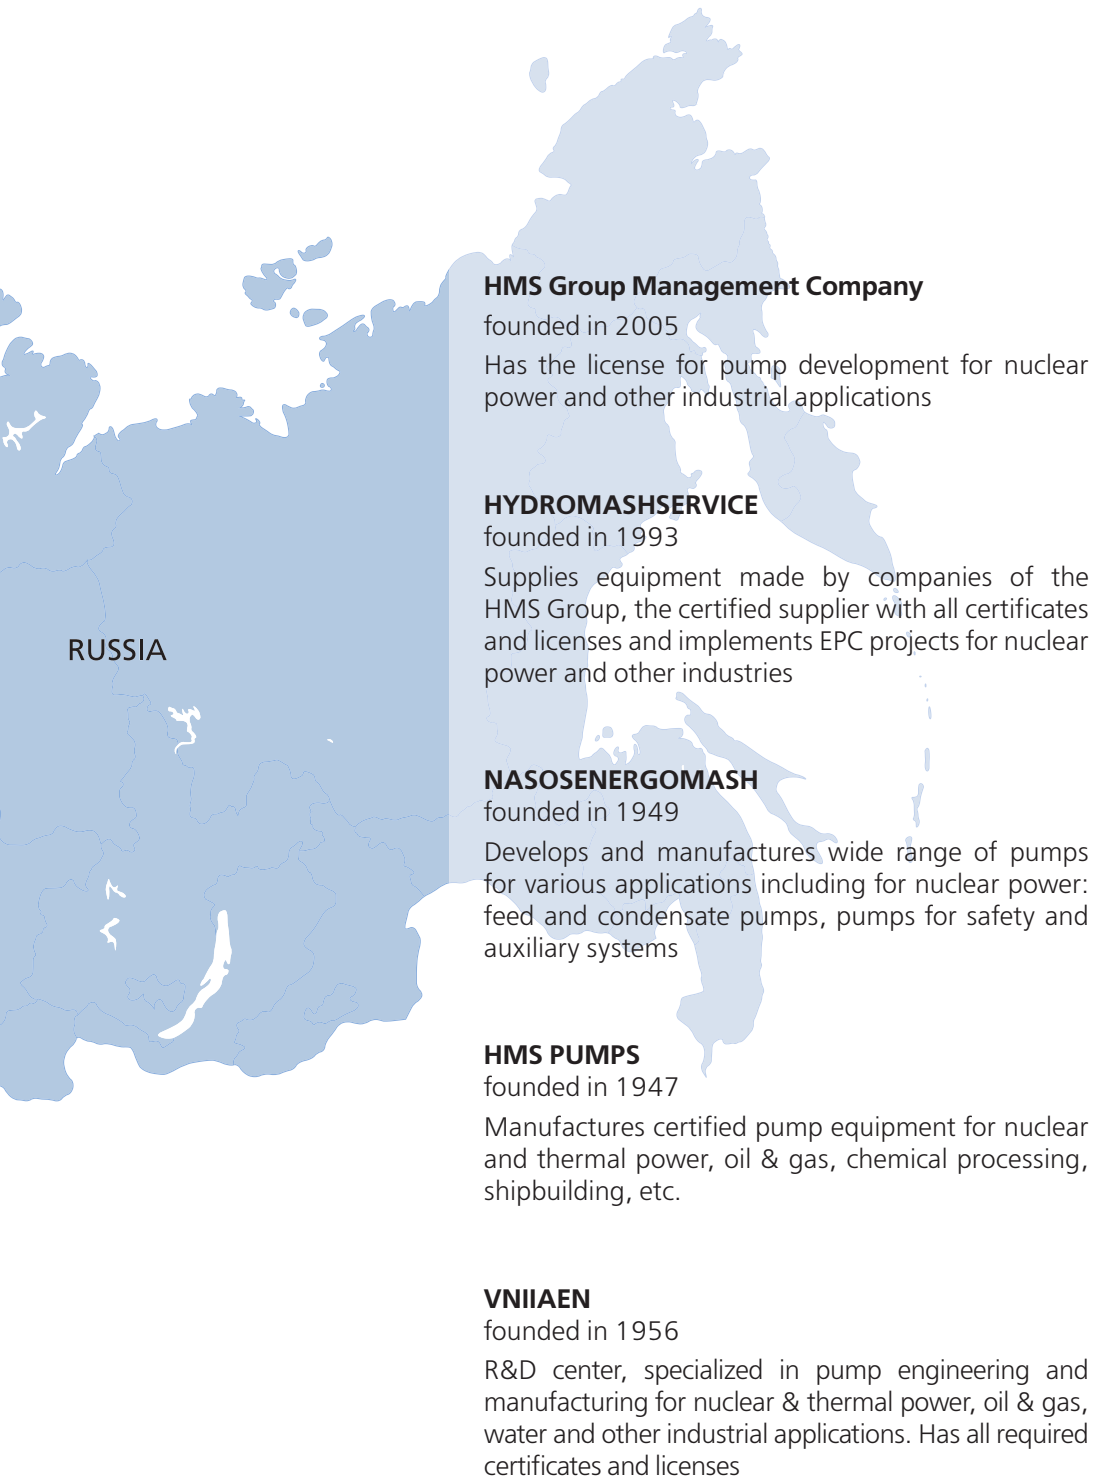 HMS Group Management Company
founded in 2005
Has the license for pump development for nuclear
power and other industrial applications
HYDROMASHSERVICE
founded in 1993
Supplies equipment made by companies of the
HMS Group, the certified supplier with all certificates
and licenses and implements EPC projects for nuclear
power and other industries
RUSSIA
NASOSENERGOMASH
founded in 1949
Develops and manufactures wide range of pumps
for various applications including for nuclear power:
feed and condensate pumps, pumps for safety and
auxiliary systems
HMS PUMPS
founded in 1947
Manufactures certified pump equipment for nuclear
and thermal power, oil & gas, chemical processing,
shipbuilding, etc.
VNIIAEN
founded in 1956
R&D center, specialized in pump engineering and
manufacturing for nuclear & thermal power, oil & gas,
water and other industrial applications. Has all required
certificates and licenses